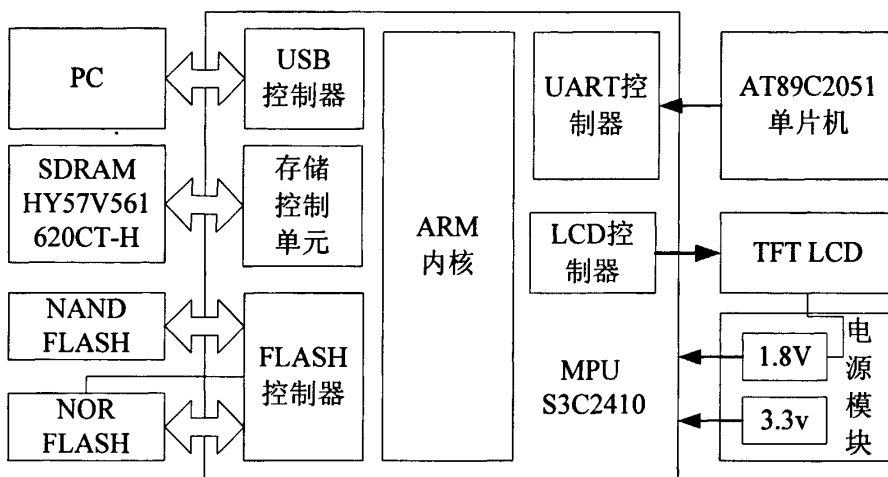 PC
USB
控制器
SDRAM
HY57V561
620CT-H
存储
控制
单元
NAND
FLASH
NOR
FLASH
FLASH
控制器
ARM
内核
UART控
制器
LCD控
制器
MPU
S3C2410
AT89C2051
单片机
TFT LCD
1.8V
3.3v
电
源
模
块